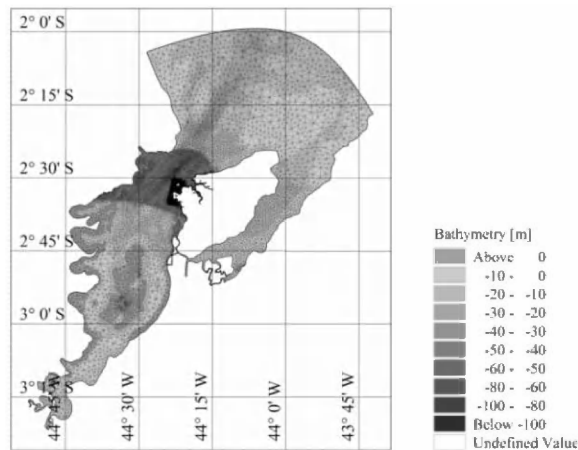 2° 0' S
2° 15' S
2° 30' S
2° 45' S
3° 0' S
3° 1
44° 45' W
44° 30' W
44° 15' W
44° 0' W
43° 45' W
Bathymetry [m]
Above 0
-10 - 0
-20 - -10
-30 - -20
-40 - -30
-50 - -40
-60 - -50
-80 - -60
-100 - -80
Below -100
Undefined Value